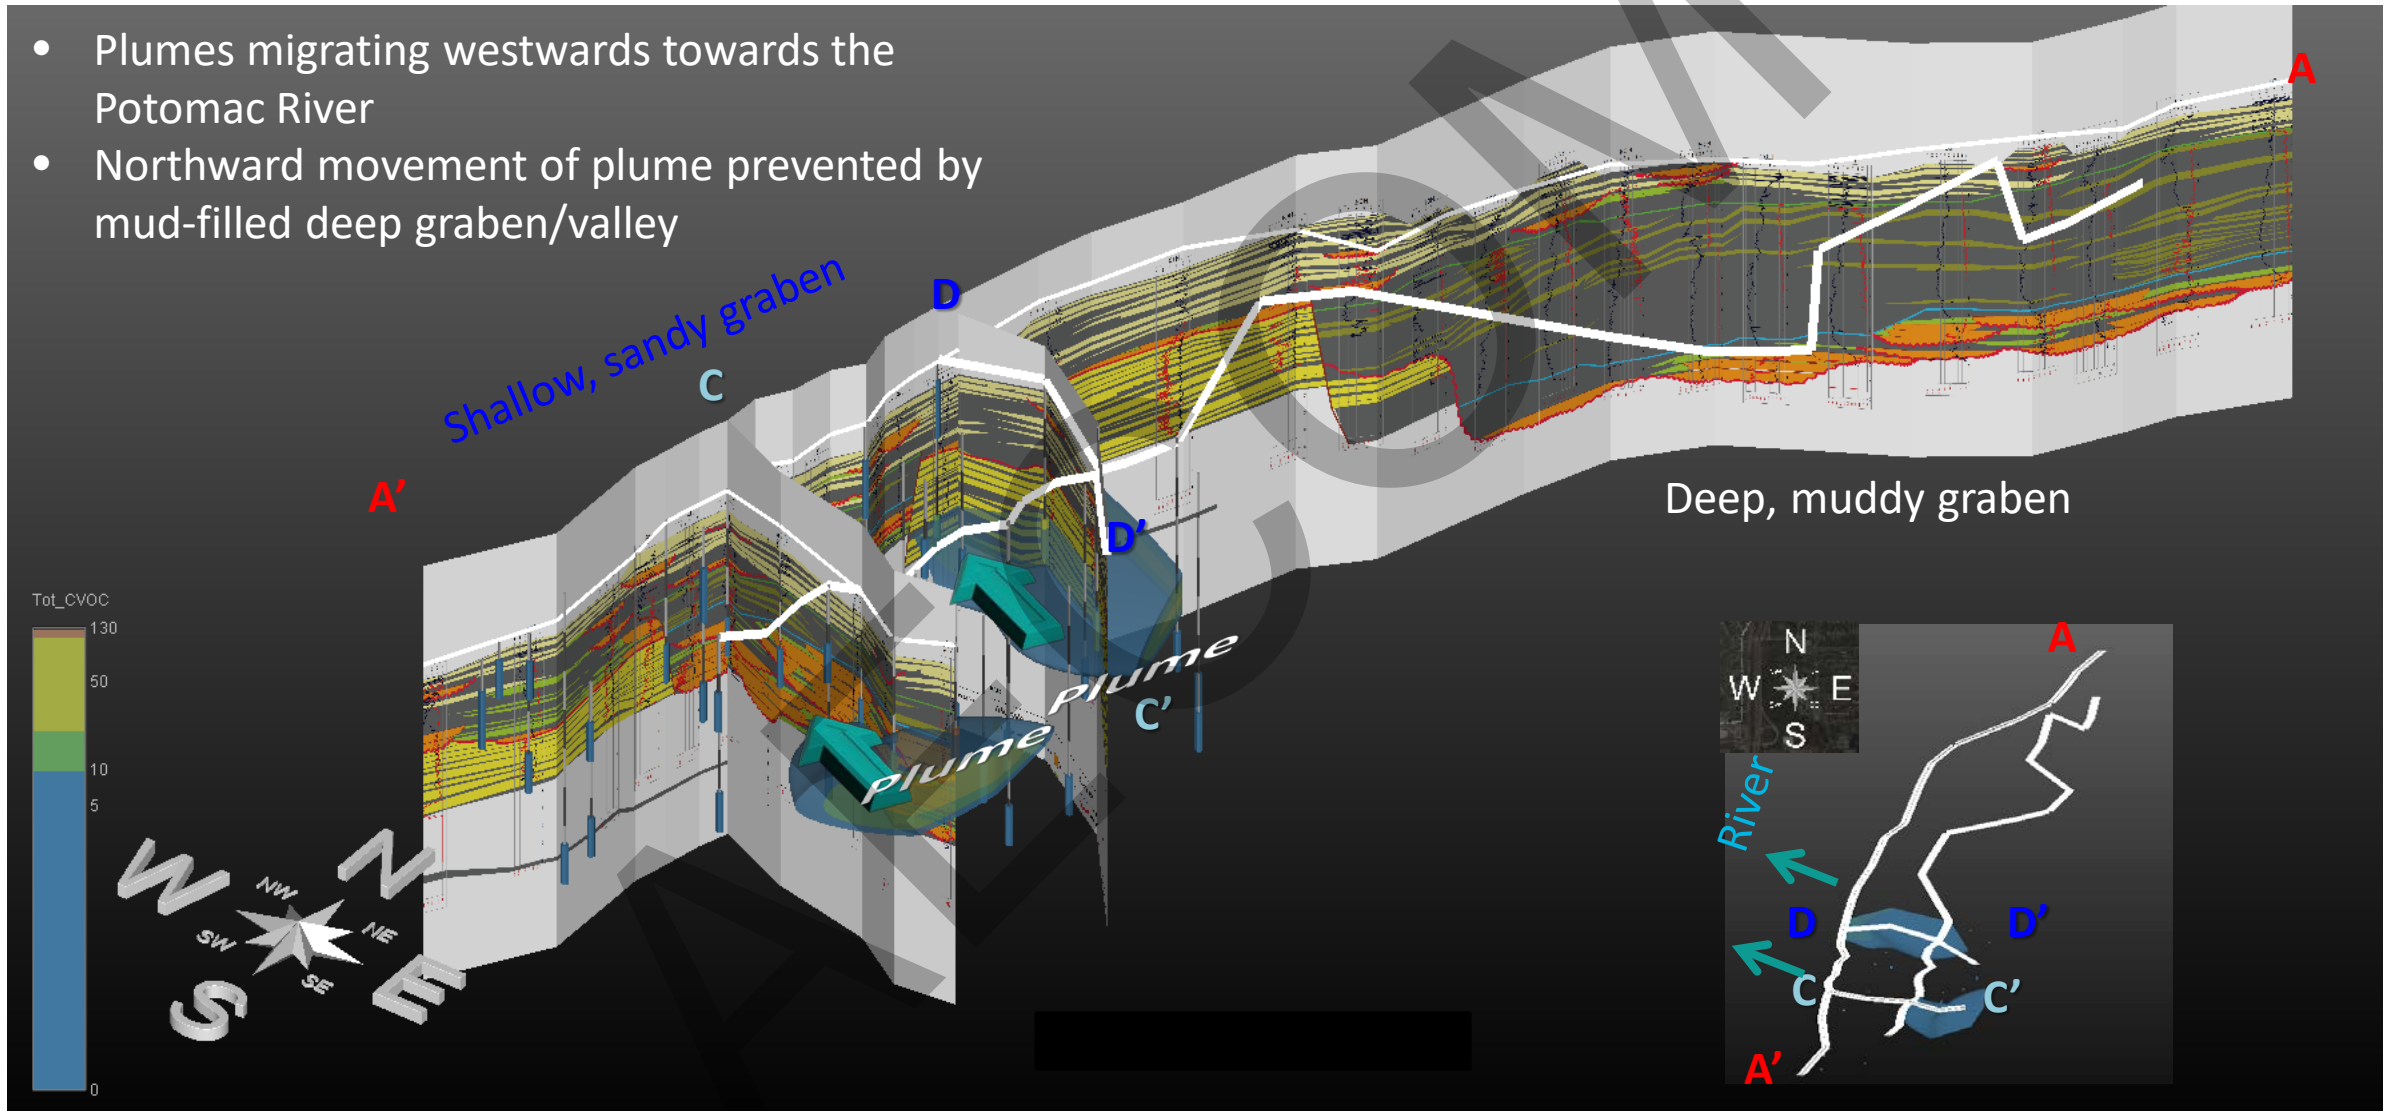 • Plumes migrating westwards towards the
Potomac River
• Northward movement of plume prevented by
mud-filled deep graben/valley
Shallow, sandy graben
A
D
C
A’
D’
C’
Deep, muddy graben
Plume
Plume
Tot_CVOC
130
50
10
5
0
W
NW
N
SW
NE
S
SE
E
N
W
E
S
River
A
D
D’
C
C’
A’
AECOM